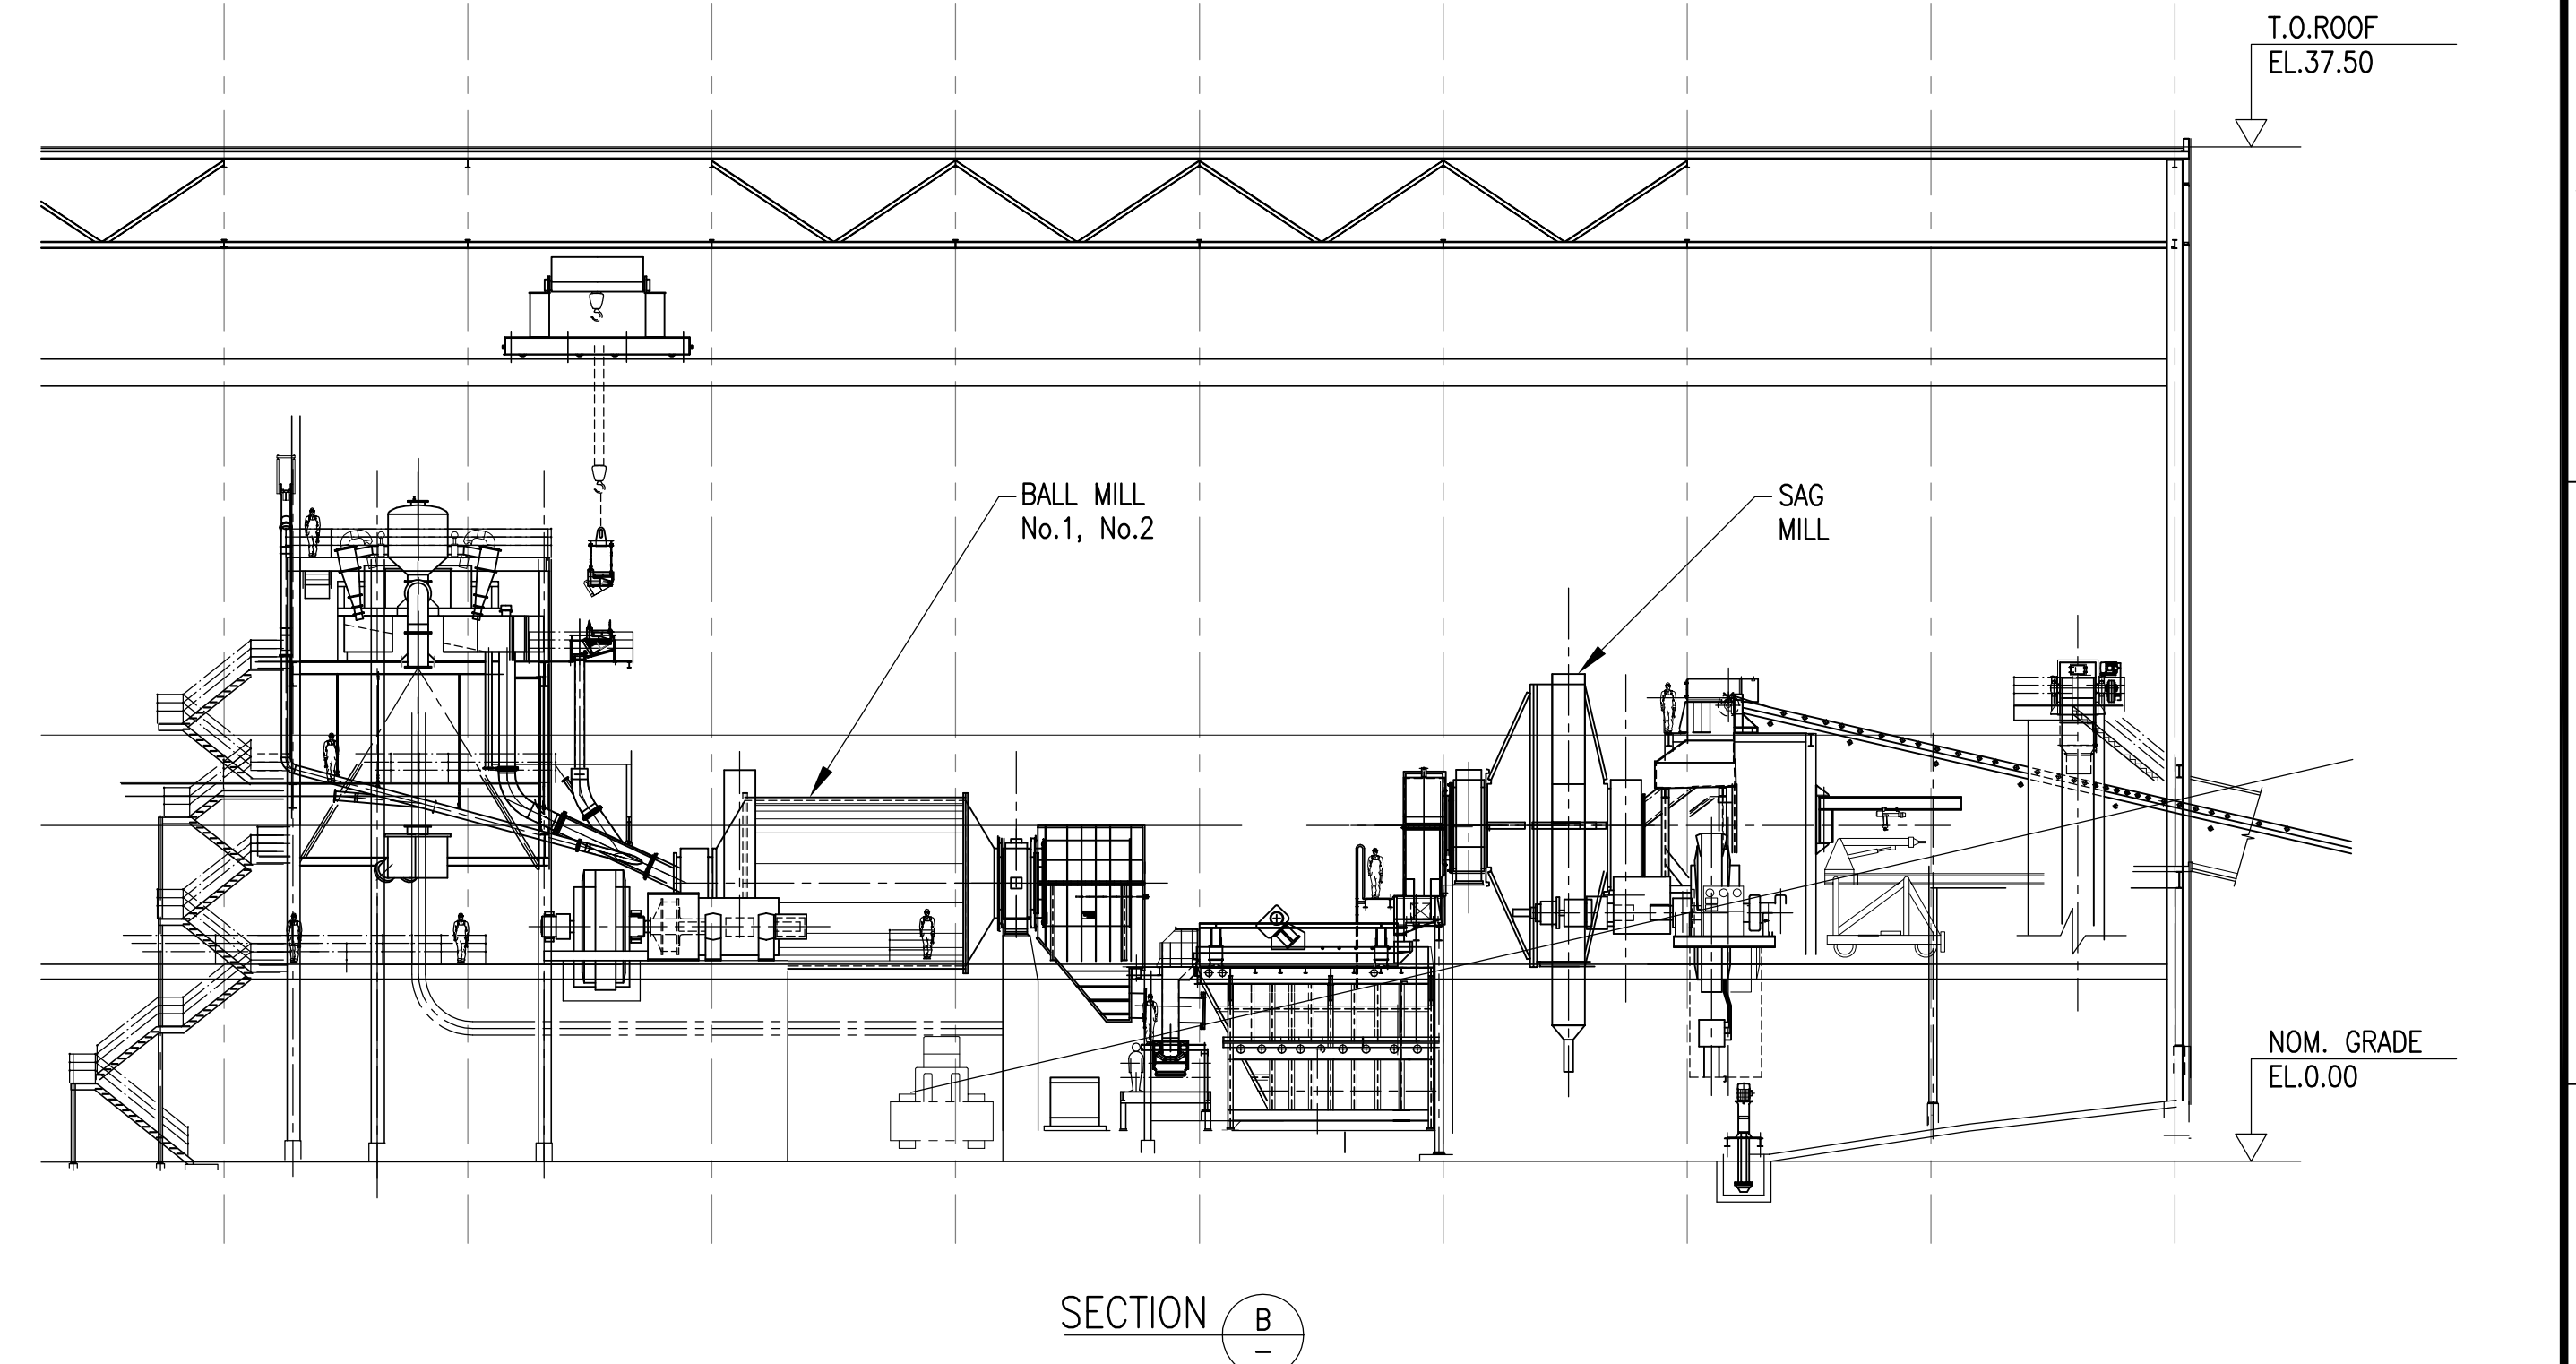 T.O.ROOF
EL.37.50
BALL MILL
No.1, No.2
SAG
MILL
NOM. GRADE
EL.0.00
SECTION B
–